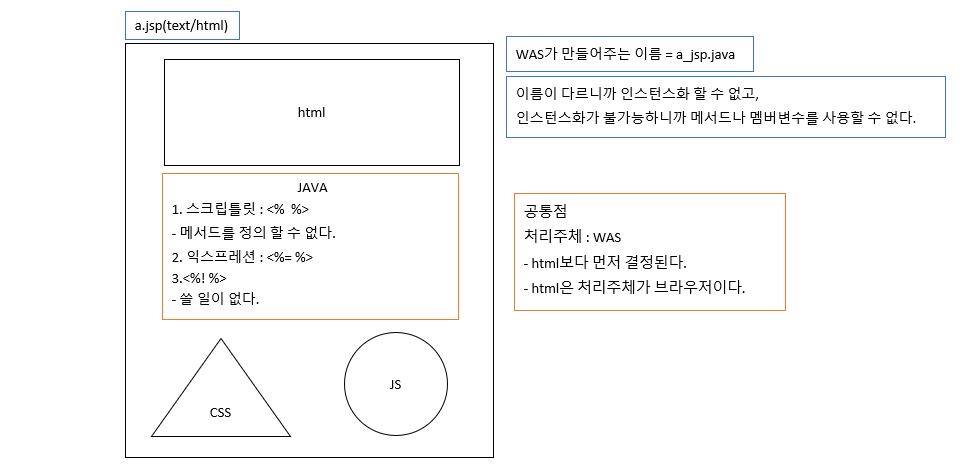 a.jsp(text/html)
html
JAVA
1. 스크립틀릿 : <%  %>
- 메서드를 정의 할 수 없다.
2. 익스프레션 : <%= %>
3.<%! %>
- 쓸 일이 없다.
CSS
JS
WAS가 만들어주는 이름 = a_jsp.java
이름이 다르니까 인스턴스화 할 수 없고,
인스턴스화가 불가능하니까 메서드나 멤버변수를 사용할 수 없다.
공통점
처리주체 : WAS
- html보다 먼저 결정된다.
- html은 처리주체가 브라우저이다.